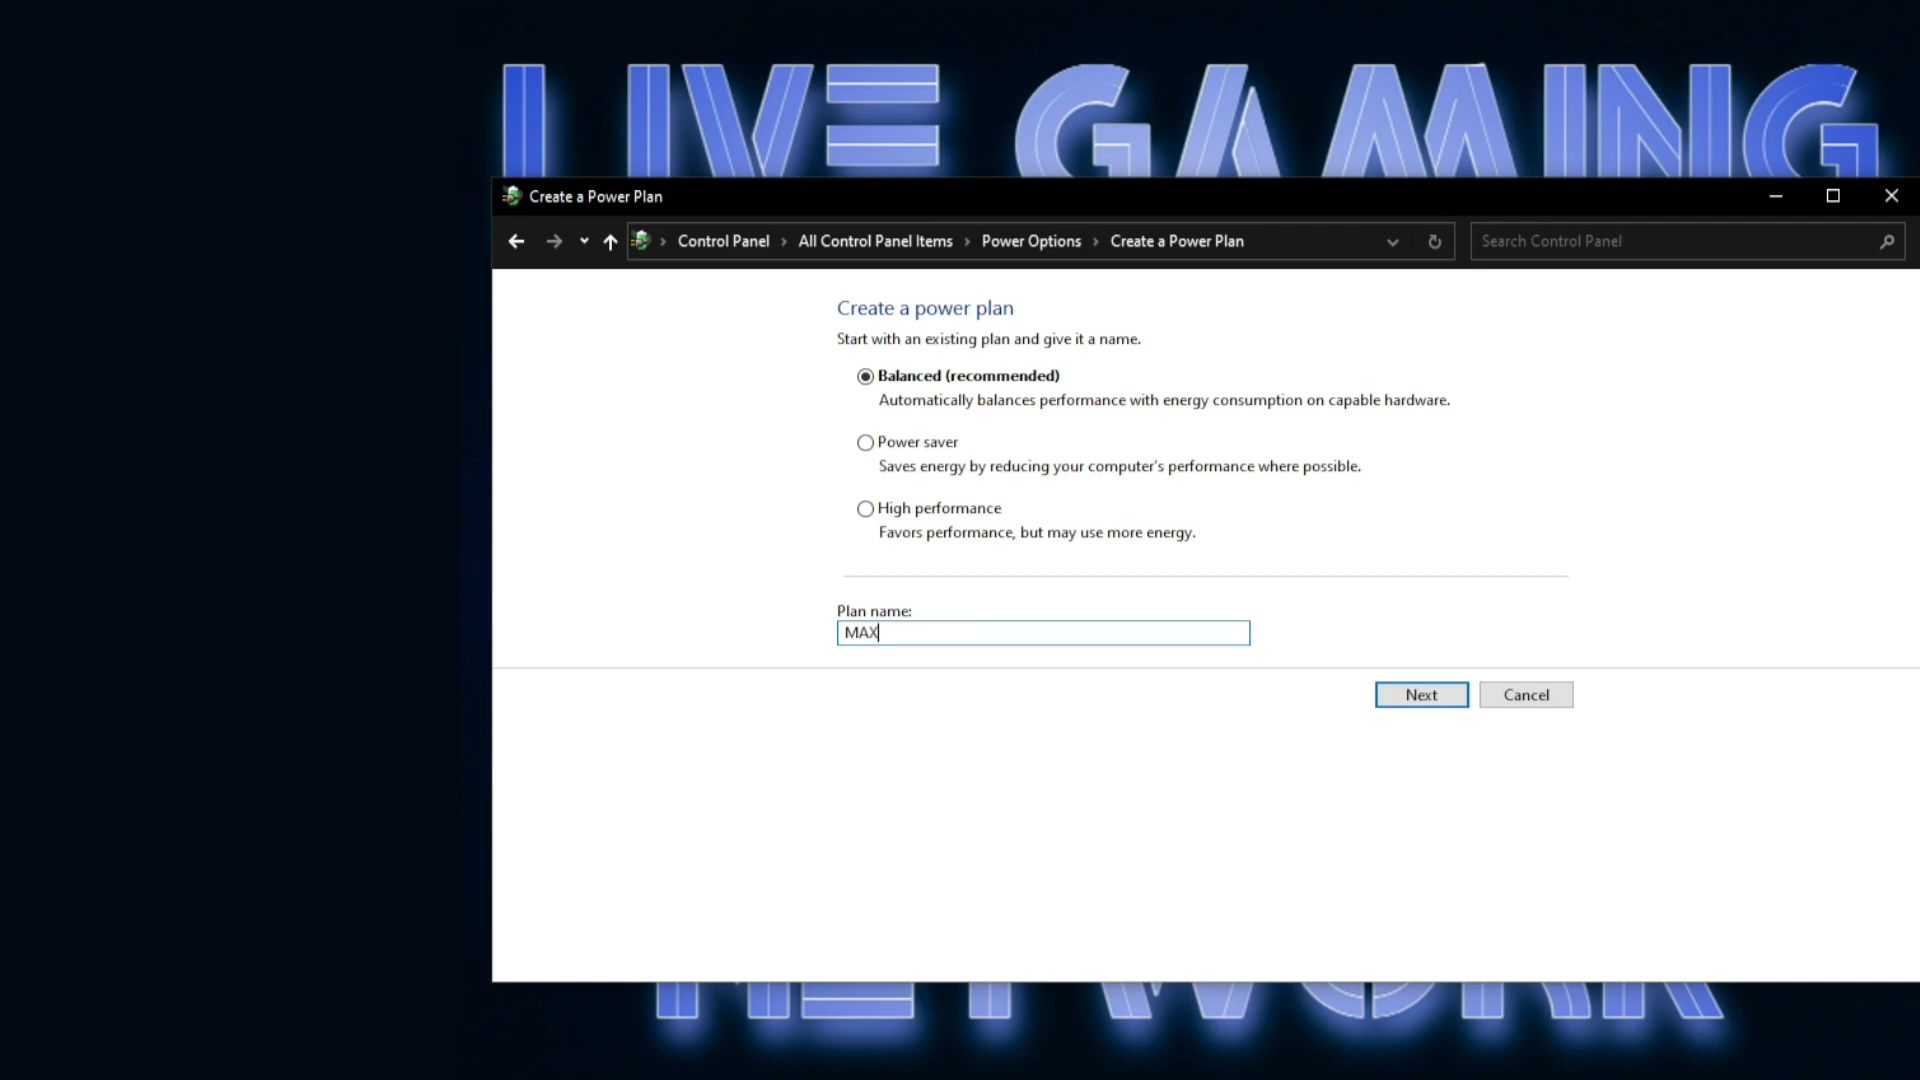 LIVE GAMING
Create a Power Plan
Control Panel > All Control Panel Items > Power Options > Create a Power Plan
Search Control Panel
Create a power plan
Start with an existing plan and give it a name.
Balanced (recommended)
Automatically balances performance with energy consumption on capable hardware.
Power saver
Saves energy by reducing your computer's performance where possible.
High performance
Favors performance, but may use more energy.
Plan name:
MAX
Next
Cancel
NETWORK